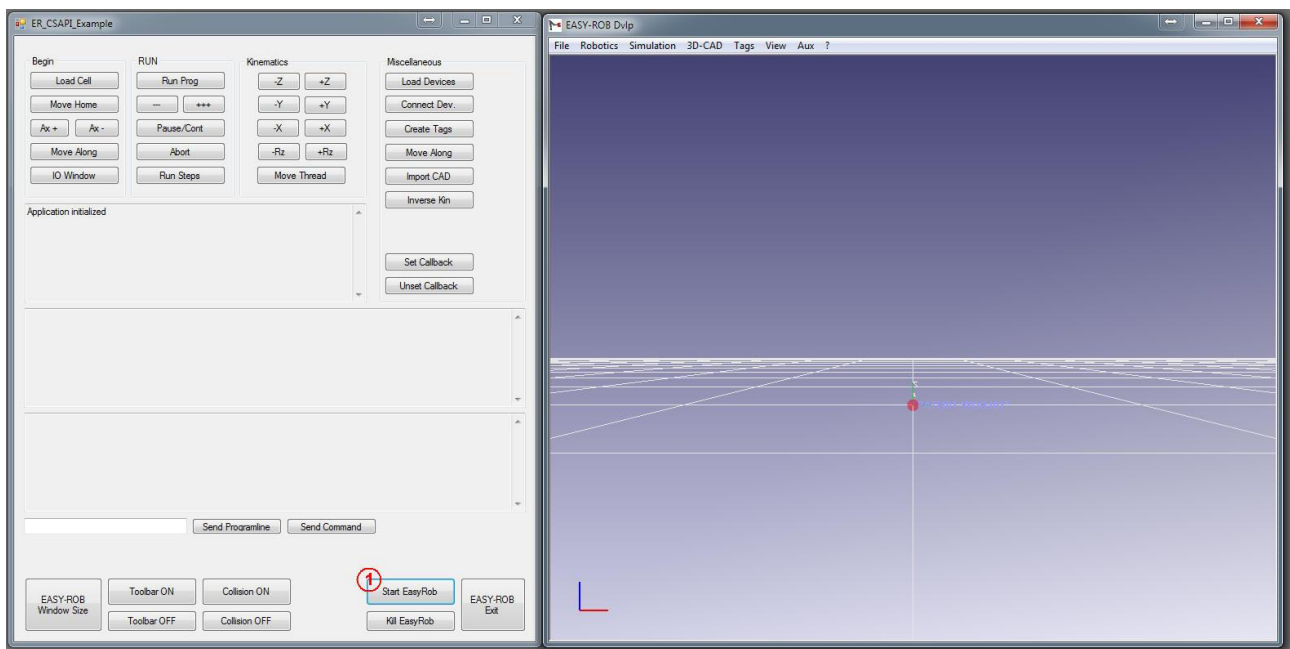 ER_CSAPI_Example
Begin
Load Cell
Move Home
Ax +
Ax -
Move Along
IO Window
RUN
Run Prog
---
+++
Pause/Cont
Abort
Run Steps
Kinematics
-Z
+Z
-Y
+Y
-X
+X
-Rz
+Rz
Move Thread
Miscellaneous
Load Devices
Connect Dev.
Create Tags
Move Along
Import CAD
Inverse Kin
Set Callback
Unset Callback
Application initialized
Send Programline
Send Command
EASY-ROB
Window Size
Toolbar ON
Toolbar OFF
Collision ON
Collision OFF
1
Start EasyRob
Kill EasyRob
EASY-ROB
Exit
EASY-ROB Dvlp
File Robotics Simulation 3D-CAD Tags View Aux ?